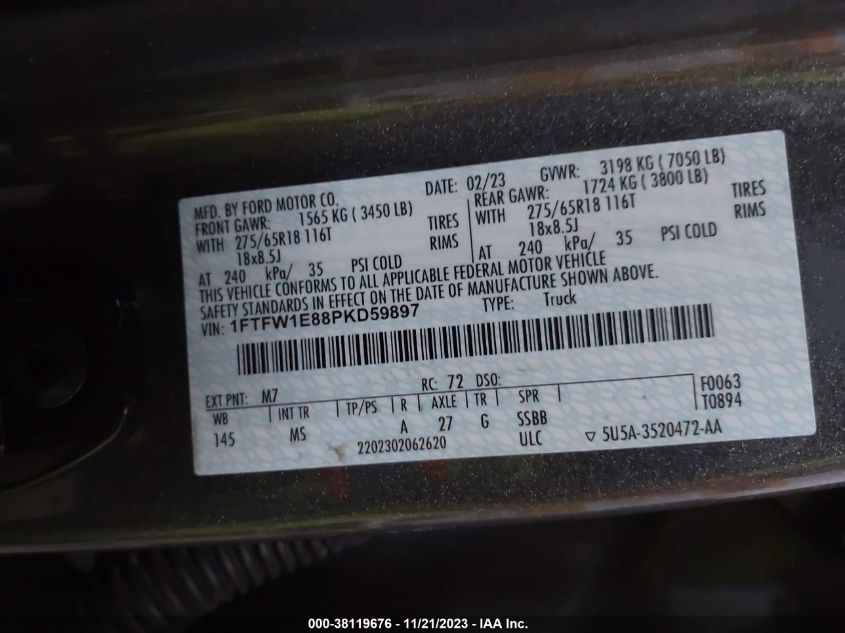 MFD. BY FORD MOTOR CO. DATE: 02/23 GVWR: 3198 KG ( 7050 LB)
FRONT GAWR: 1565 KG ( 3450 LB) REAR GAWR: 1724 KG ( 3800 LB)
WITH 275/65R18 116T TIRES WITH 275/65R18 116T TIRES
18x8.5J RIMS 18x8.5J RIMS
AT 240 kPa/ 35 PSI COLD AT 240 kPa/ 35 PSI COLD
THIS VEHICLE CONFORMS TO ALL APPLICABLE FEDERAL MOTOR VEHICLE
SAFETY STANDARDS IN EFFECT ON THE DATE OF MANUFACTURE SHOWN ABOVE.
VIN: 1FTFW1E88PKD59897 TYPE: Truck
EXT PNT: M7 RC: 72 DSO:
WB INT TR TP/PS R AXLE TR SPR F0063
145 MS A 27 G SSBB T0894
2202302062620 ULC ▽ 5U5A-3520472-AA
000-38119676 - 11/21/2023 - IAA Inc.